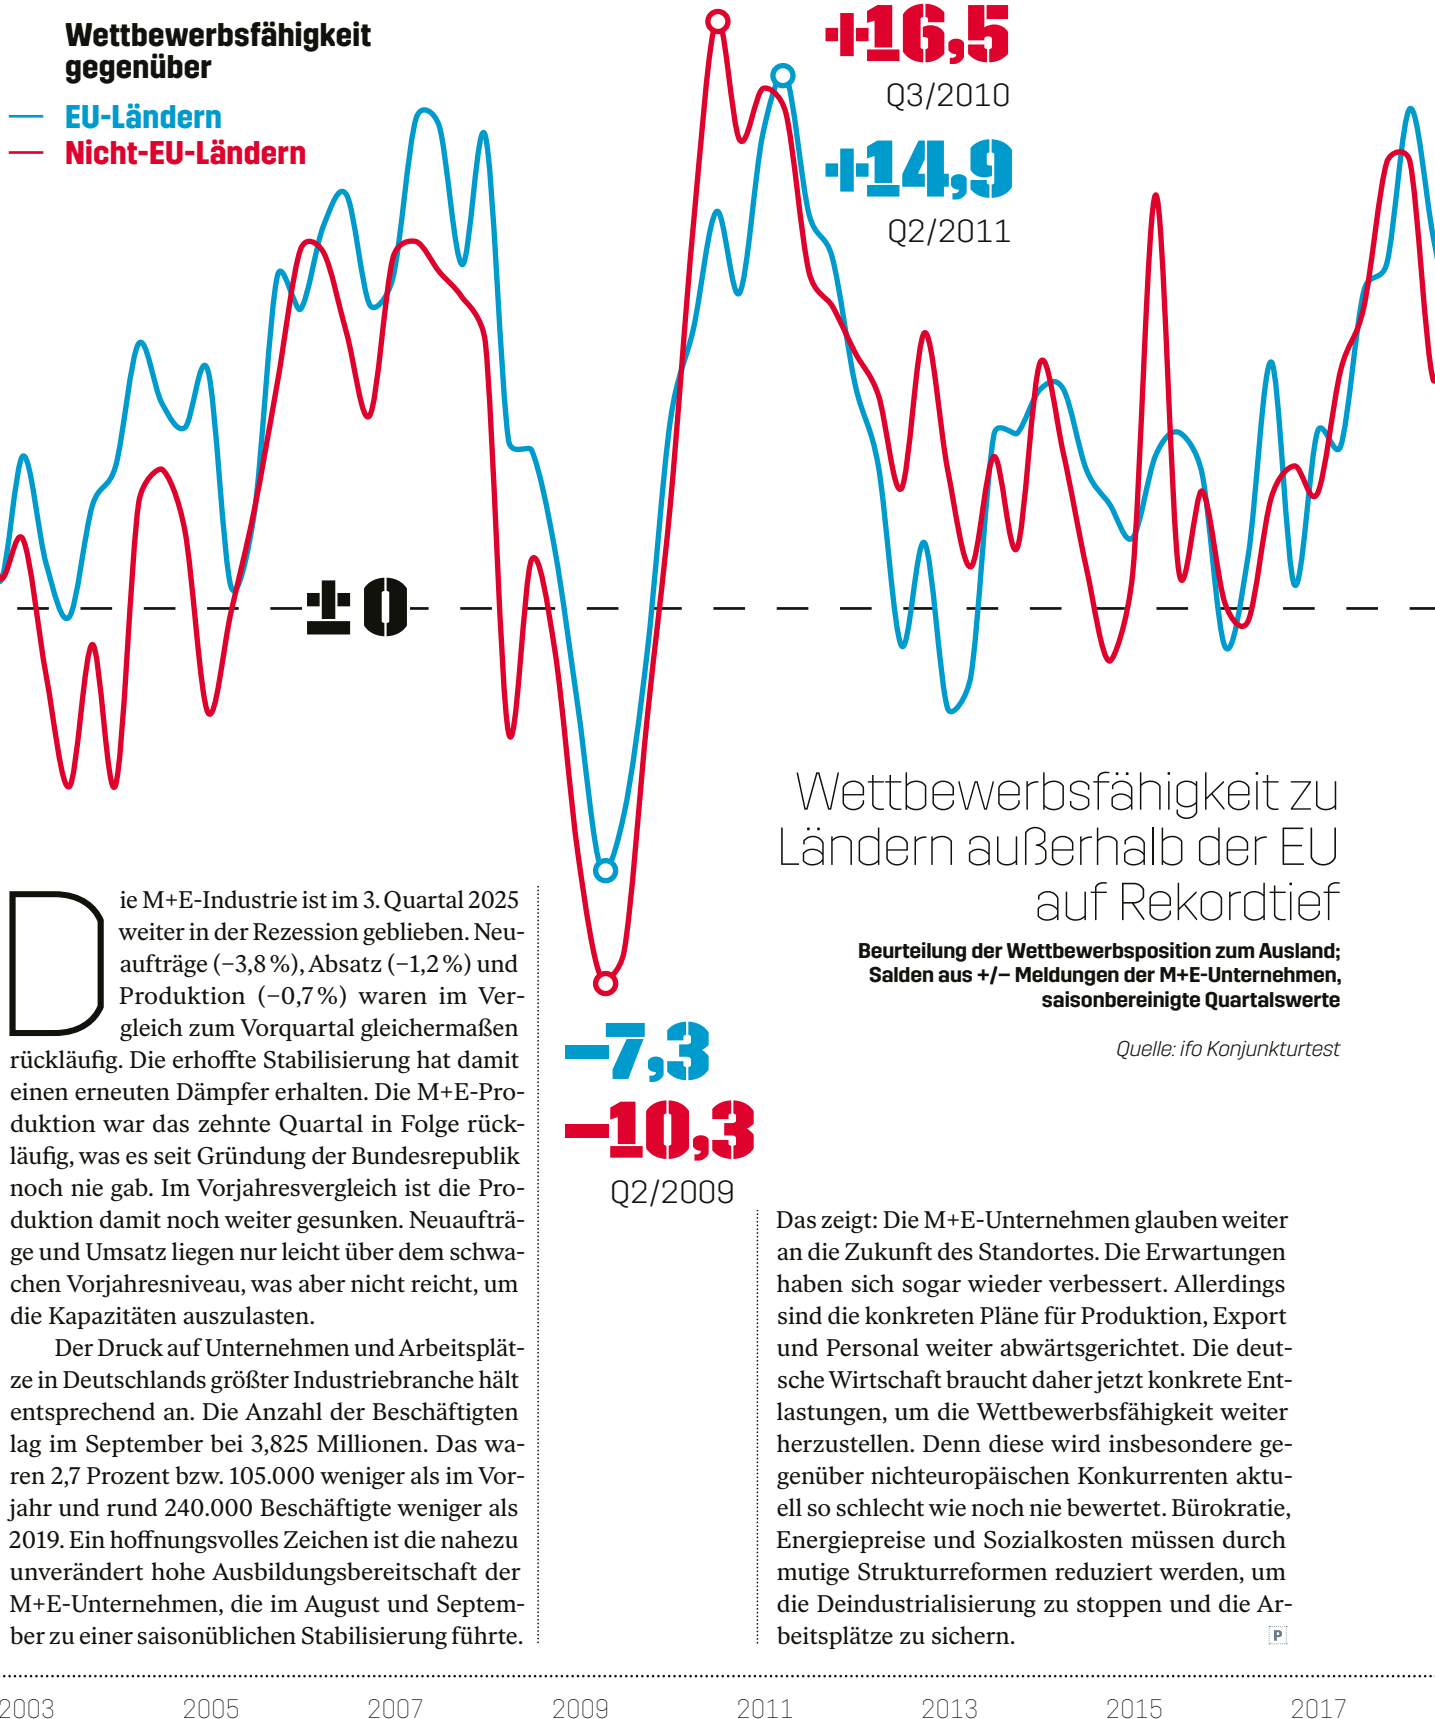 Wettbewerbsfähigkeit
gegenüber
EU-Ländern
Nicht-EU-Ländern
+16,5
Q3/2010
+14,9
Q2/2011
±0
Wettbewerbsfähigkeit zu
Ländern außerhalb der EU
auf Rekordtief
Beurteilung der Wettbewerbsposition zum Ausland;
Salden aus +/– Meldungen der M+E-Unternehmen,
saisonbereinigte Quartalswerte
Quelle: ifo Konjunkturtest
–7,3
–10,3
Q2/2009
Die M+E-Industrie ist im 3. Quartal 2025
weiter in der Rezession geblieben. Neu-
aufträge (−3,8 %), Absatz (−1,2 %) und
Produktion (−0,7 %) waren im Ver-
gleich zum Vorquartal gleichermaßen
rückläufig. Die erhoffte Stabilisierung hat damit
einen erneuten Dämpfer erhalten. Die M+E-Pro-
duktion war das zehnte Quartal in Folge rück-
läufig, was es seit Gründung der Bundesrepublik
noch nie gab. Im Vorjahresvergleich ist die Pro-
duktion damit noch weiter gesunken. Neuaufträ-
ge und Umsatz liegen nur leicht über dem schwa-
chen Vorjahresniveau, was aber nicht reicht, um
die Kapazitäten auszulasten.
Der Druck auf Unternehmen und Arbeitsplät-
ze in Deutschlands größter Industriebranche hält
entsprechend an. Die Anzahl der Beschäftigten
lag im September bei 3,825 Millionen. Das wa-
ren 2,7 Prozent bzw. 105.000 weniger als im Vor-
jahr und rund 240.000 Beschäftigte weniger als
2019. Ein hoffnungsvolles Zeichen ist die nahezu
unverändert hohe Ausbildungsbereitschaft der
M+E-Unternehmen, die im August und Septem-
ber zu einer saisonüblichen Stabilisierung führte.
Das zeigt: Die M+E-Unternehmen glauben weiter
an die Zukunft des Standortes. Die Erwartungen
haben sich sogar wieder verbessert. Allerdings
sind die konkreten Pläne für Produktion, Export
und Personal weiter abwärtsgerichtet. Die deut-
sche Wirtschaft braucht daher jetzt konkrete Ent-
lastungen, um die Wettbewerbsfähigkeit weiter
herzustellen. Denn diese wird insbesondere ge-
genüber nichteuropäischen Konkurrenten aktu-
ell so schlecht wie noch nie bewertet. Bürokratie,
Energiepreise und Sozialkosten müssen durch
mutige Strukturreformen reduziert werden, um
die Deindustrialisierung zu stoppen und die Ar-
beitsplätze zu sichern. P
2003 2005 2007 2009 2011 2013 2015 2017